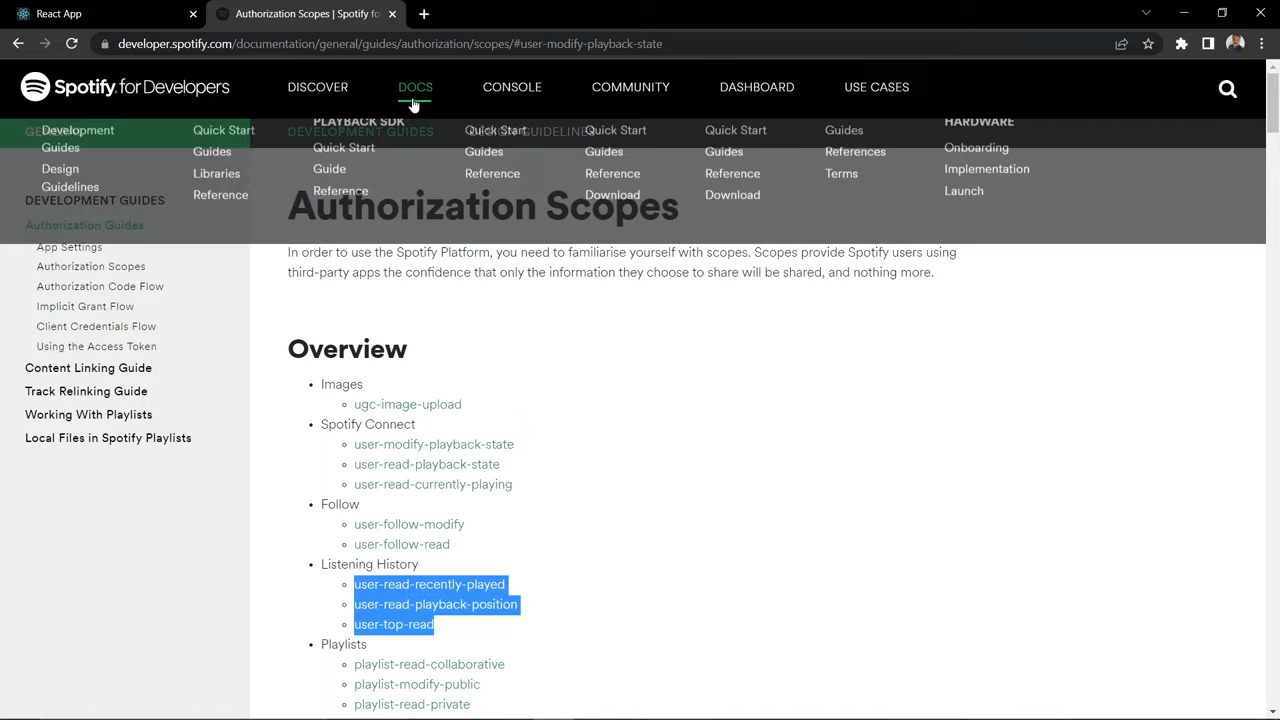 React App
Authorization Scopes | Spotify fo
developer.spotify.com/documentation/general/guides/authorization/scopes/#user-modify-playback-state
Spotify for Developers
DISCOVER
DOCS
CONSOLE
COMMUNITY
DASHBOARD
USE CASES
GENERAL
DEVELOPMENT GUIDES
DESIGN GUIDELINES
Development
Guides
Design
Guidelines
Quick Start
Guides
Libraries
Reference
PLAYBACK SDK
Quick Start
Guide
Reference
Quick Start
Guides
Reference
Quick Start
Guides
Reference
Download
Quick Start
Guides
Reference
Download
Guides
References
Terms
HARDWARE
Onboarding
Implementation
Launch
DEVELOPMENT GUIDES
Authorization Guides
App Settings
Authorization Scopes
Authorization Code Flow
Implicit Grant Flow
Client Credentials Flow
Using the Access Token
Content Linking Guide
Track Relinking Guide
Working With Playlists
Local Files in Spotify Playlists
Authorization Scopes
In order to use the Spotify Platform, you need to familiarise yourself with scopes. Scopes provide Spotify users using
third-party apps the confidence that only the information they choose to share will be shared, and nothing more.
Overview
Images
ugc-image-upload
Spotify Connect
user-modify-playback-state
user-read-playback-state
user-read-currently-playing
Follow
user-follow-modify
user-follow-read
Listening History
user-read-recently-played
user-read-playback-position
user-top-read
Playlists
playlist-read-collaborative
playlist-modify-public
playlist-read-private